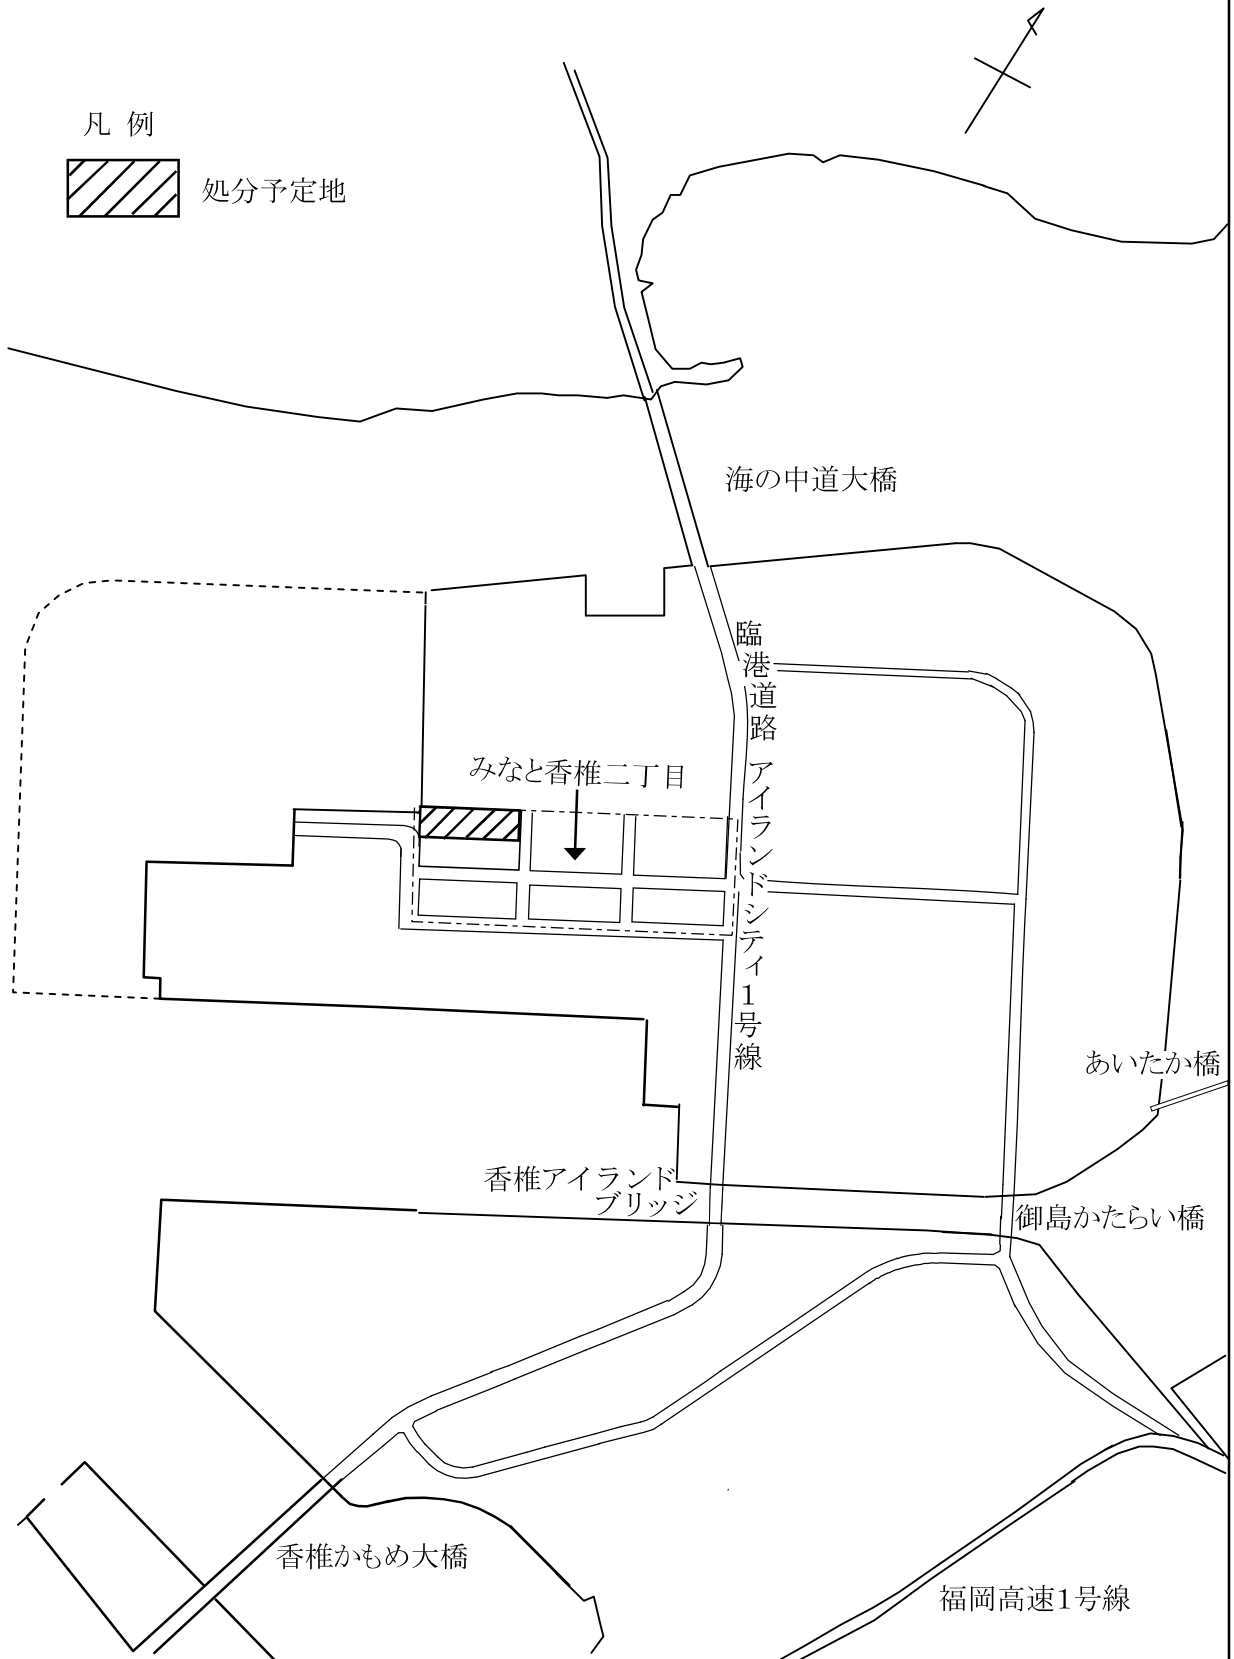 凡 例
処分予定地
海の中道大橋
臨港道路 アイランドシティ1号線
みなと香椎二丁目
あいたか橋
香椎アイランド
ブリッジ
御島かたらい橋
香椎かもめ大橋
福岡高速1号線